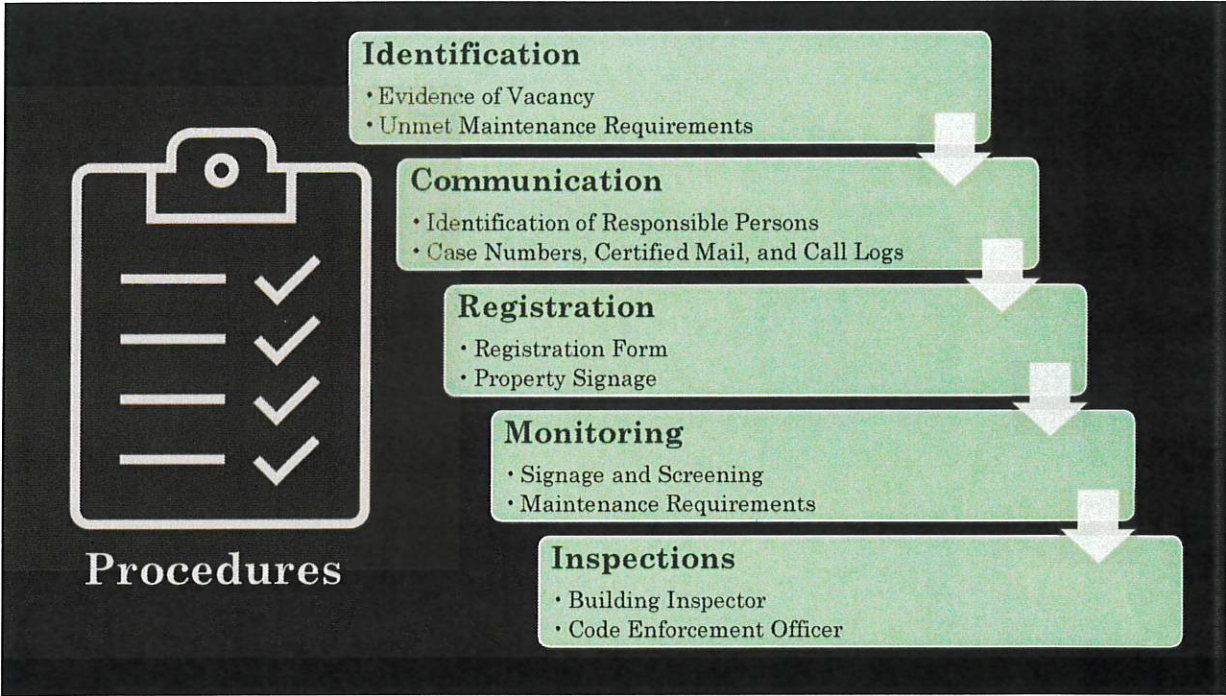 Identification
• Evidence of Vacancy
• Unmet Maintenance Requirements
Communication
• Identification of Responsible Persons
• Case Numbers, Certified Mail, and Call Logs
Registration
• Registration Form
• Property Signage
Monitoring
• Signage and Screening
• Maintenance Requirements
Inspections
• Building Inspector
• Code Enforcement Officer
Procedures